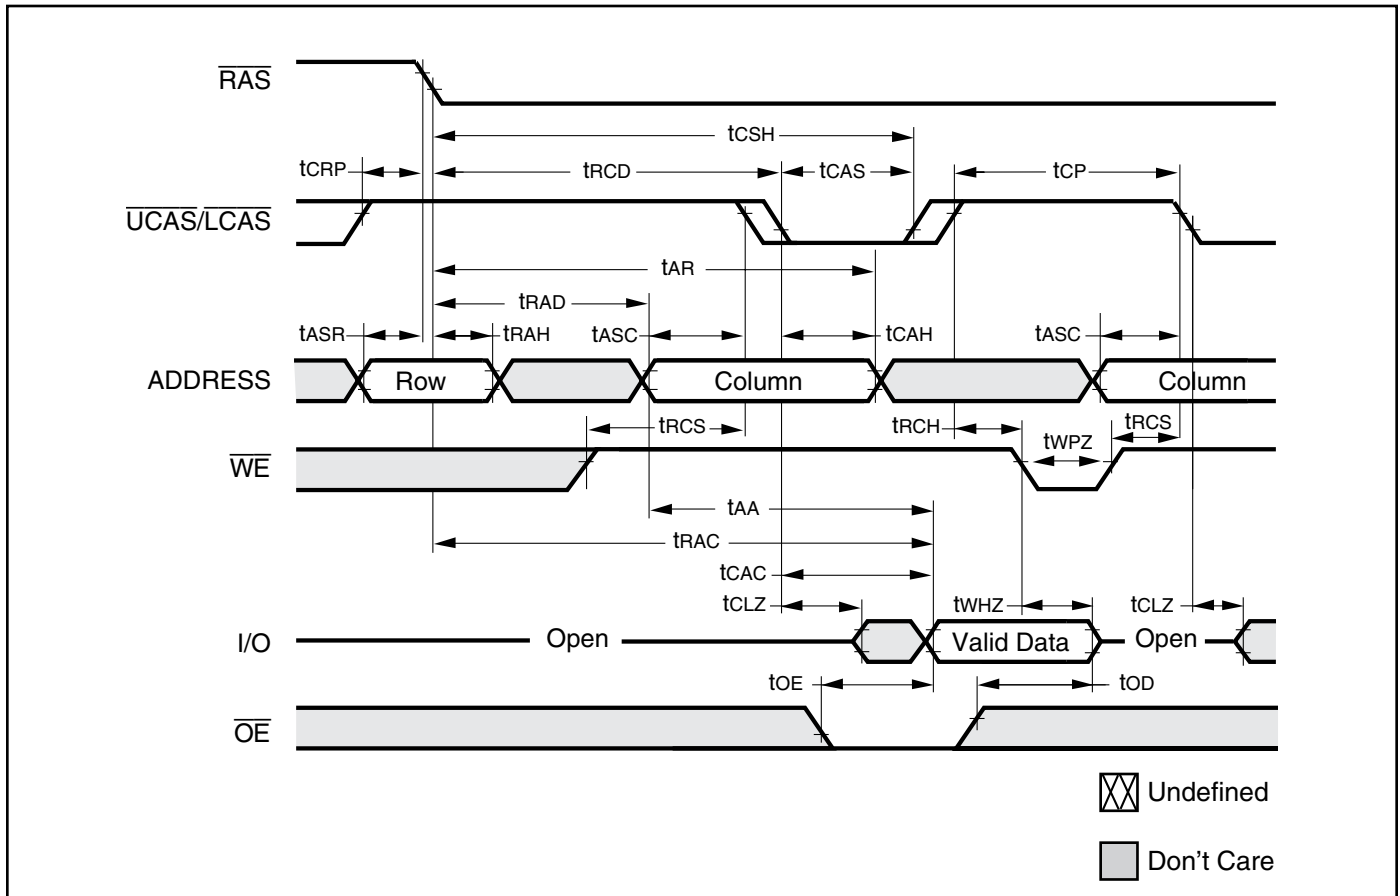 RAS
tCSH
tCRP
tRCD
tCAS
tCP
UCAS/LCAS
tAR
tRAD
tASR
tRAH
tASC
tCAH
tASC
ADDRESS
Row
Column
Column
tRCS
tRCH
tWPZ
tRCS
WE
tAA
tRAC
tCAC
tCLZ
tWHZ
tCLZ
I/O
Open
Valid Data
Open
tOE
tOD
OE
Undefined
Don't Care